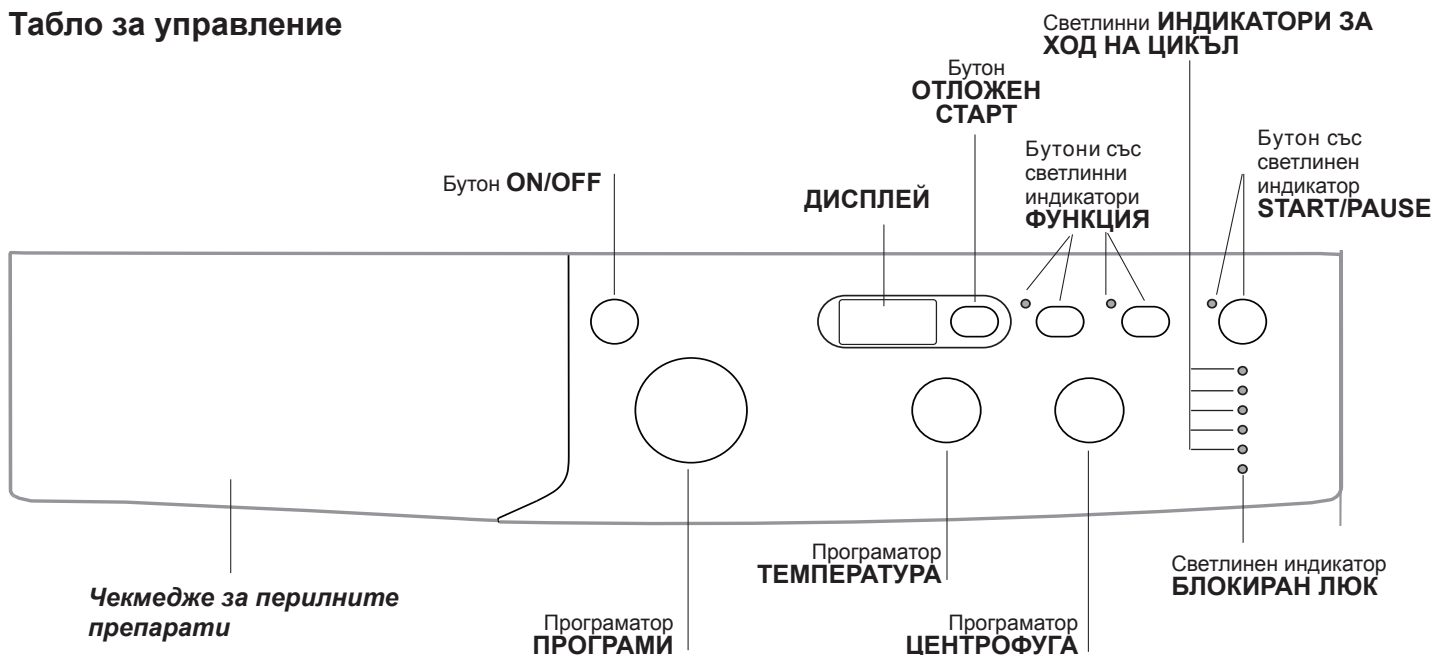 Табло за управление
Светлинни ИНДИКАТОРИ ЗА
ХОД НА ЦИКЪЛ
Бутон
ОТЛОЖЕН
СТАРТ
Бутони със
светлинни
индикатори
ФУНКЦИЯ
Бутон със
светлинен
индикатор
START/PAUSE
Бутон ON/OFF
ДИСПЛЕЙ
Чекмедже за перилните
препарати
Програматор
ПРОГРАМИ
Програматор
ТЕМПЕРАТУРА
Програматор
ЦЕНТРОФУГА
Светлинен индикатор
БЛОКИРАН ЛЮК